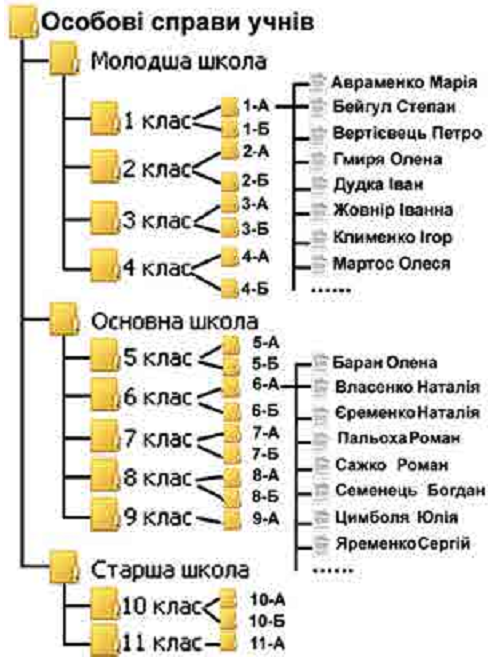 Особові справи учнів
Молодша школа
1 клас
1-А
1-Б
2 клас
2-А
2-Б
3 клас
3-А
3-Б
4 клас
4-А
4-Б
Авраменко Марія
Бейгул Степан
Вертієвець Петро
Гмиря Олена
Дудка Іван
Жовнір Іванна
Клименко Ігор
Мартос Олеся
......
Основна школа
5 клас
5-А
5-Б
6 клас
6-А
6-Б
7 клас
7-А
7-Б
8 клас
8-А
8-Б
9 клас
9-А
Баран Олена
Власенко Наталія
Єременко Наталія
Пальоха Роман
Сажко Роман
Семенець Богдан
Цимболя Юлія
Яременко Сергій
......
Старша школа
10 клас
10-А
10-Б
11 клас
11-А